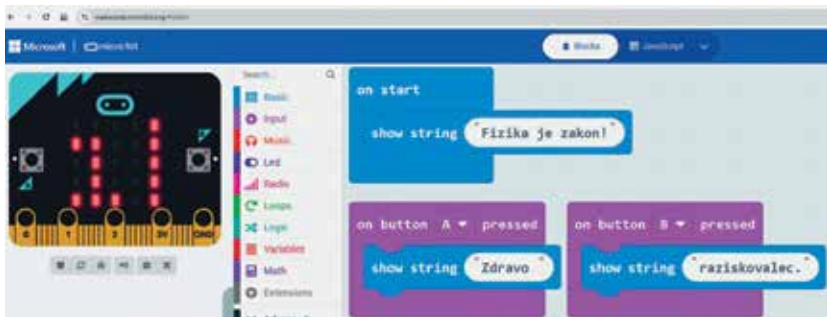 Microsoft micro:bit Blocks JavaScript
Search...
Basic
Input
Music
Led
Radio
Loops
Logic
Variables
Math
Extensions
on start
show string "Fizika je zakon!"
on button A pressed
show string "Zdravo "
on button B pressed
show string "raziskovalec."
0 1 2 3V GND